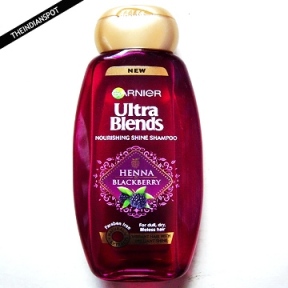 THEINDIANSPOT
NEW
GARNIER
Ultra
Blends
NOURISHING SHINE SHAMPOO
HENNA
BLACKBERRY
Paraben free
For dull, dry,
lifeless hair